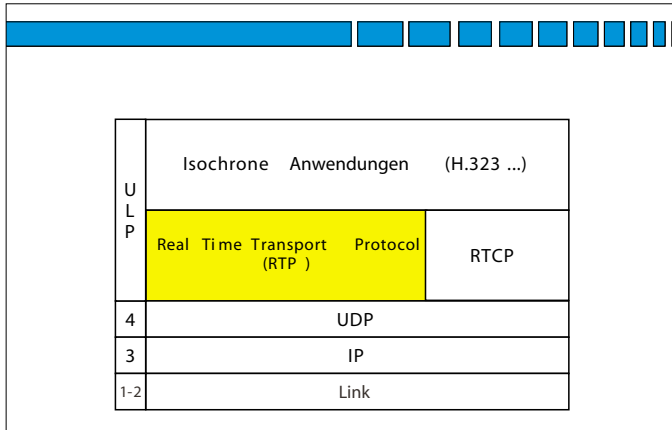 U
L
P
Isochrone Anwendungen (H.323 ...)
Real Time Transport Protocol
(RTP )
RTCP
4
UDP
3
IP
1-2
Link